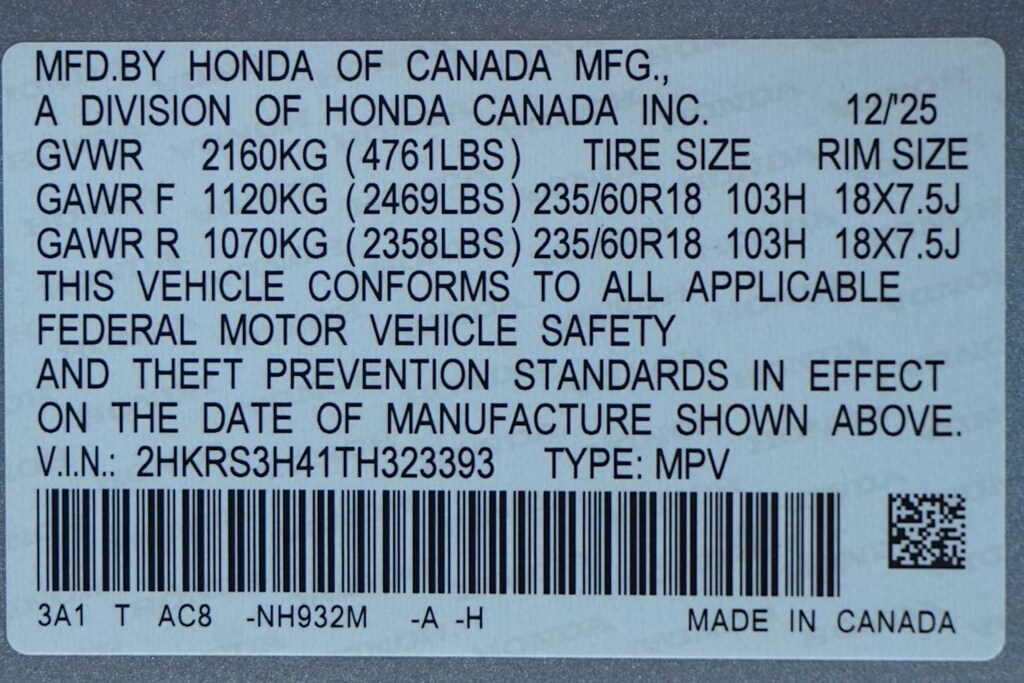 MFD.BY HONDA OF CANADA MFG.,
A DIVISION OF HONDA CANADA INC. 12/'25
GVWR 2160KG (4761LBS) TIRE SIZE RIM SIZE
GAWR F 1120KG (2469LBS) 235/60R18 103H 18X7.5J
GAWR R 1070KG (2358LBS) 235/60R18 103H 18X7.5J
THIS VEHICLE CONFORMS TO ALL APPLICABLE
FEDERAL MOTOR VEHICLE SAFETY
AND THEFT PREVENTION STANDARDS IN EFFECT
ON THE DATE OF MANUFACTURE SHOWN ABOVE.
V.I.N.: 2HKRS3H41TH323393 TYPE: MPV
3A1 T AC8 -NH932M -A -H MADE IN CANADA